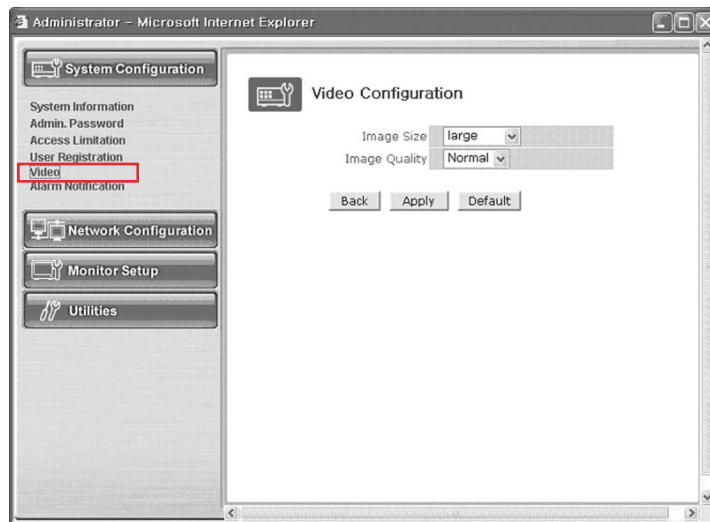 Administrator - Microsoft Internet Explorer
System Configuration
System Information
Admin. Password
Access Limitation
User Registration
Video
Alarm Notification
Network Configuration
Monitor Setup
Utilities
Video Configuration
Image Size large
Image Quality Normal
Back Apply Default